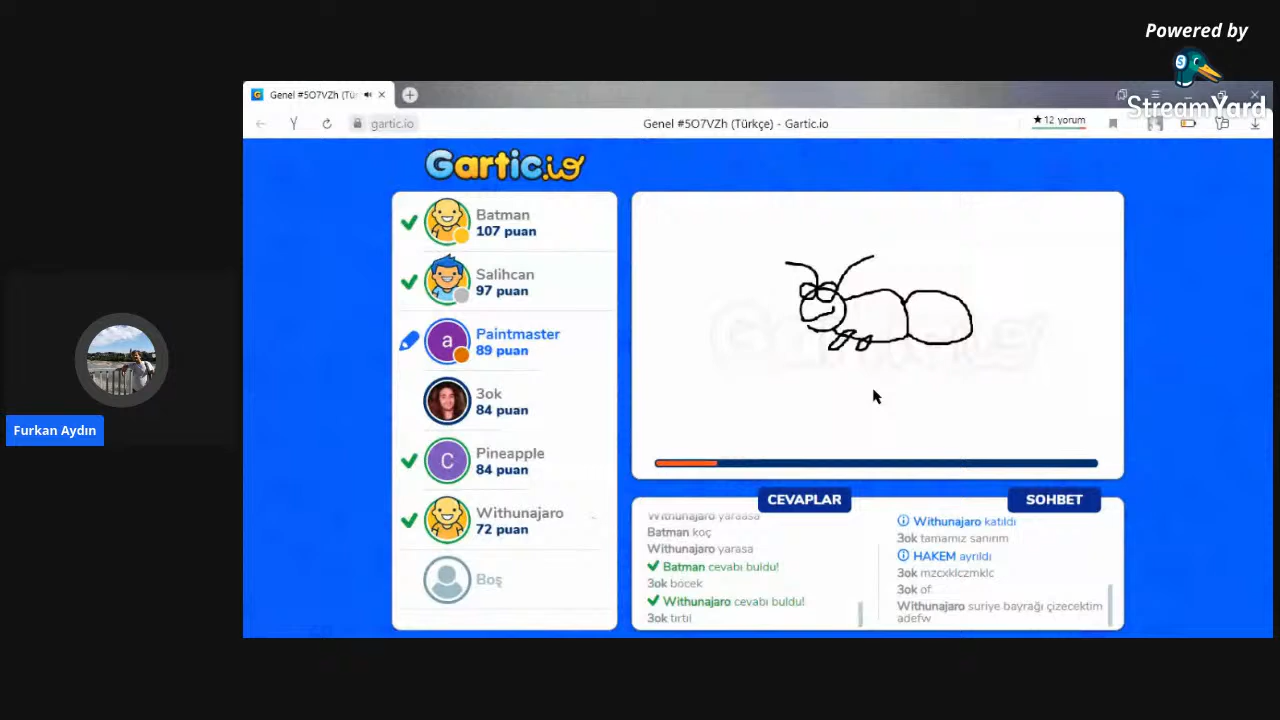 Powered by
StreamYard
Genel #5O7VZh (Tü
gartic.io
Genel #5O7VZh (Türkçe) - Gartic.io
★12 yorum
Gartic.io
Batman
107 puan
Salihcan
97 puan
a
Paintmaster
89 puan
3ok
84 puan
C
Pineapple
84 puan
Withunajaro
72 puan
Boş
CEVAPLAR
Withunajaro yaraasa
Batman koç
Withunajaro yarasa
Batman cevabı buldu!
3ok böcek
Withunajaro cevabı buldu!
3ok tırtıl
SOHBET
Withunajaro katıldı
3ok tamamız sanırım
HAKEM ayrıldı
3ok mzcxklczmklc
3ok of
Withunajaro suriye bayrağı çizecektim
adefw
Furkan Aydın